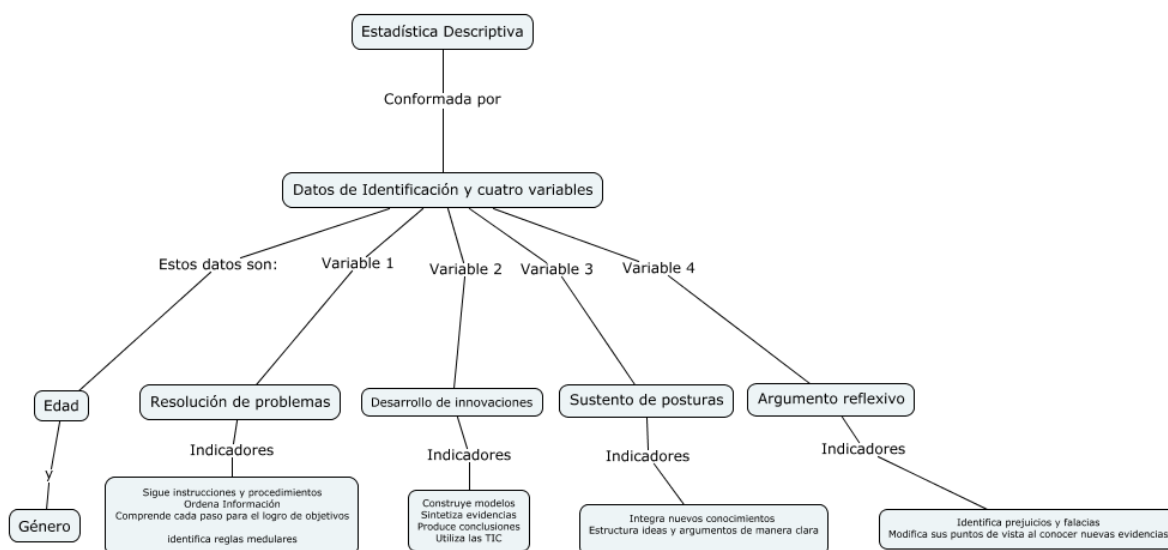 Estadística Descriptiva
Conformada por
Datos de Identificación y cuatro variables
Estos datos son:
Variable 1
Variable 2
Variable 3
Variable 4
Edad
Resolución de problemas
Desarrollo de innovaciones
Sustento de posturas
Argumento reflexivo
y
Indicadores
Indicadores
Indicadores
Indicadores
Género
Sigue instrucciones y procedimientos
Ordena Información
Comprende cada paso para el logro de objetivos
identifica reglas medulares
Construye modelos
Sintetiza evidencias
Produce conclusiones
Utiliza las TIC
Integra nuevos conocimientos
Estructura ideas y argumentos de manera clara
Identifica prejuicios y falacias
Modifica sus puntos de vista al conocer nuevas evidencias